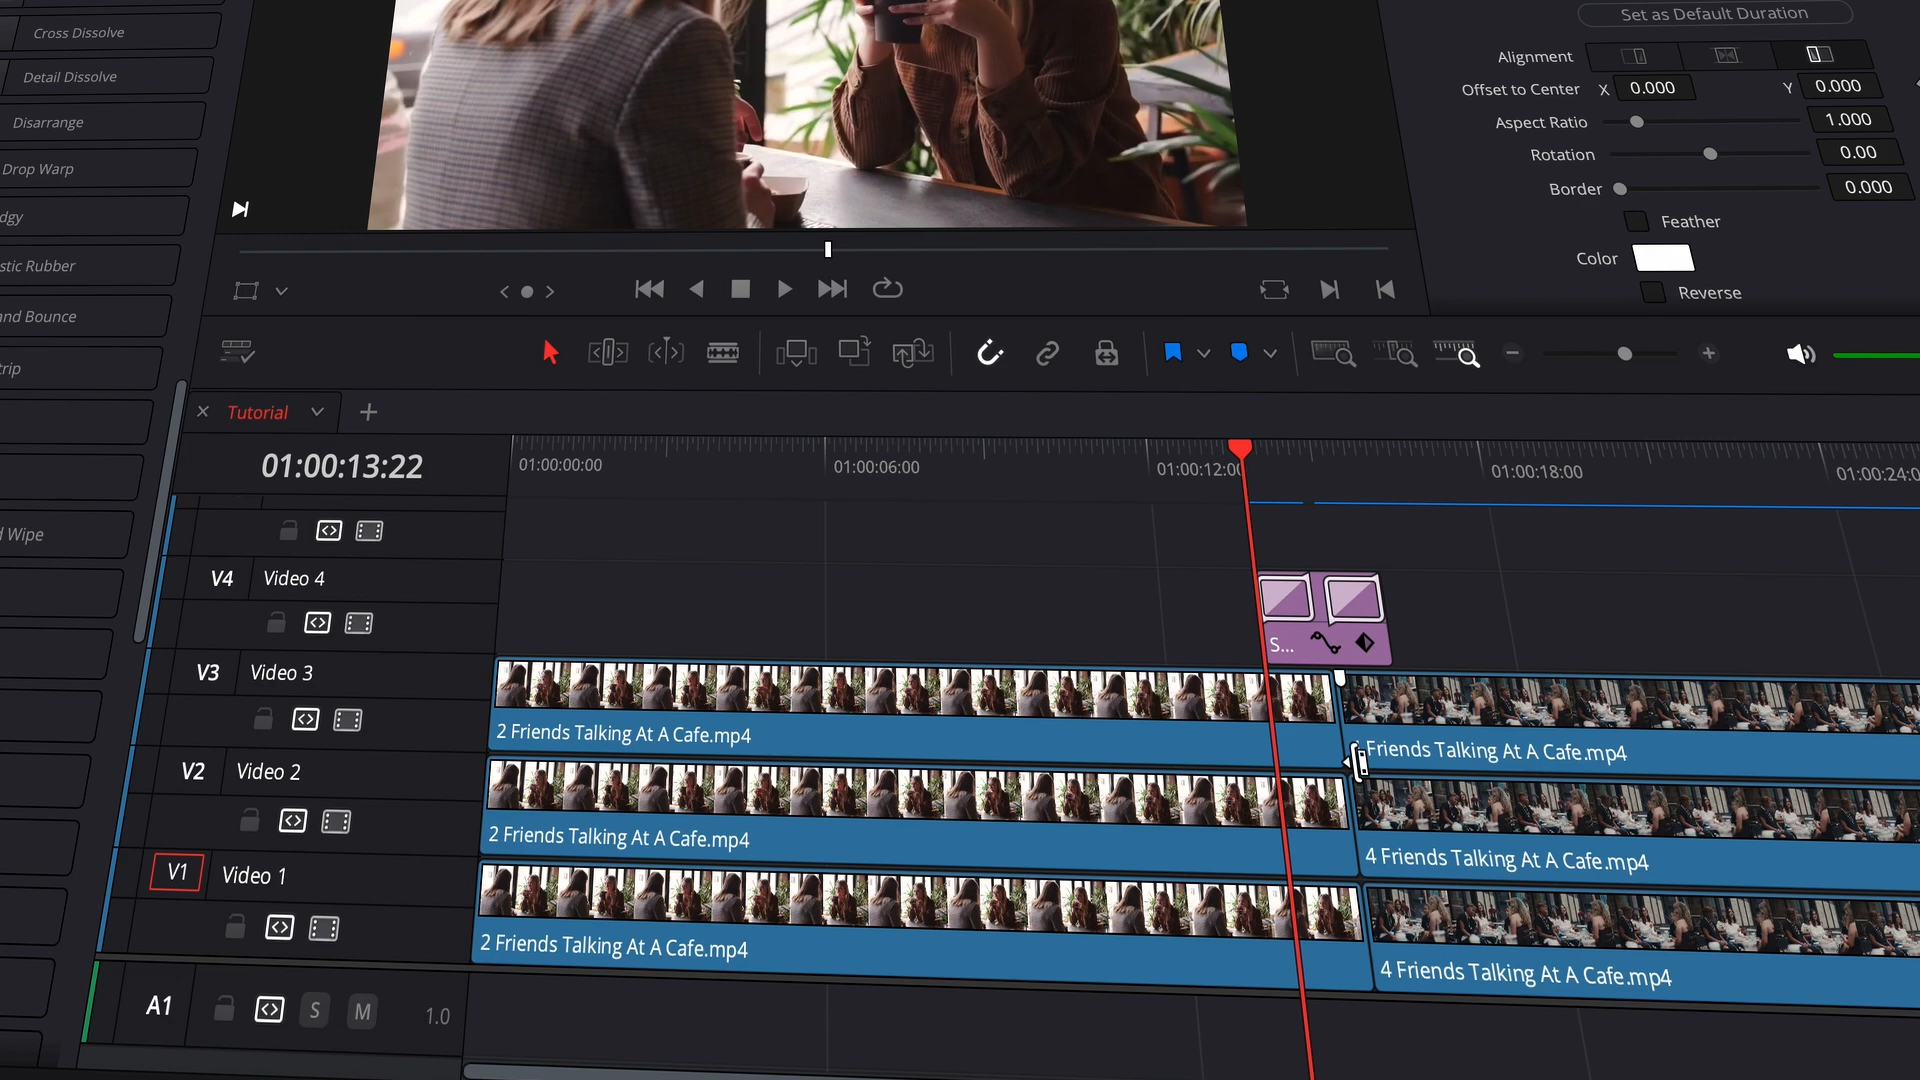 Cross Dissolve
Detail Dissolve
Disarrange
Drop Warp
dgy
stic Rubber
and Bounce
trip
d Wipe
Set as Default Duration
Alignment
Offset to Center X 0.000 Y 0.000
Aspect Ratio 1.000
Rotation 0.00
Border 0.000
Feather
Color
Reverse
Tutorial
01:00:13:22
01:00:00:00
01:00:06:00
01:00:12:00
01:00:18:00
01:00:24:0
V4 Video 4
S...
V3 Video 3
2 Friends Talking At A Cafe.mp4
Friends Talking At A Cafe.mp4
V2 Video 2
2 Friends Talking At A Cafe.mp4
4 Friends Talking At A Cafe.mp4
V1 Video 1
2 Friends Talking At A Cafe.mp4
4 Friends Talking At A Cafe.mp4
A1 S M 1.0